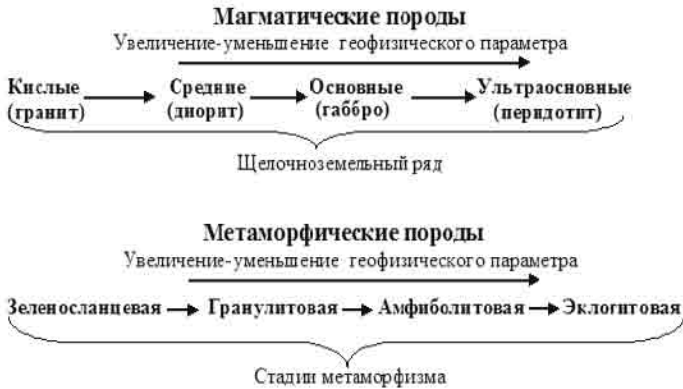 Магматические породы
Увеличение-уменьшение геофизического параметра
Кислые Средние Основные Ультраосновные
(гранит) (диорит) (габбро) (перидотит)
Щелочноземельный ряд
Метаморфические породы
Увеличение-уменьшение геофизического параметра
Зеленосланцевая Гранулитовая Амфиболитовая Эклогитовая
Стадии метаморфизма